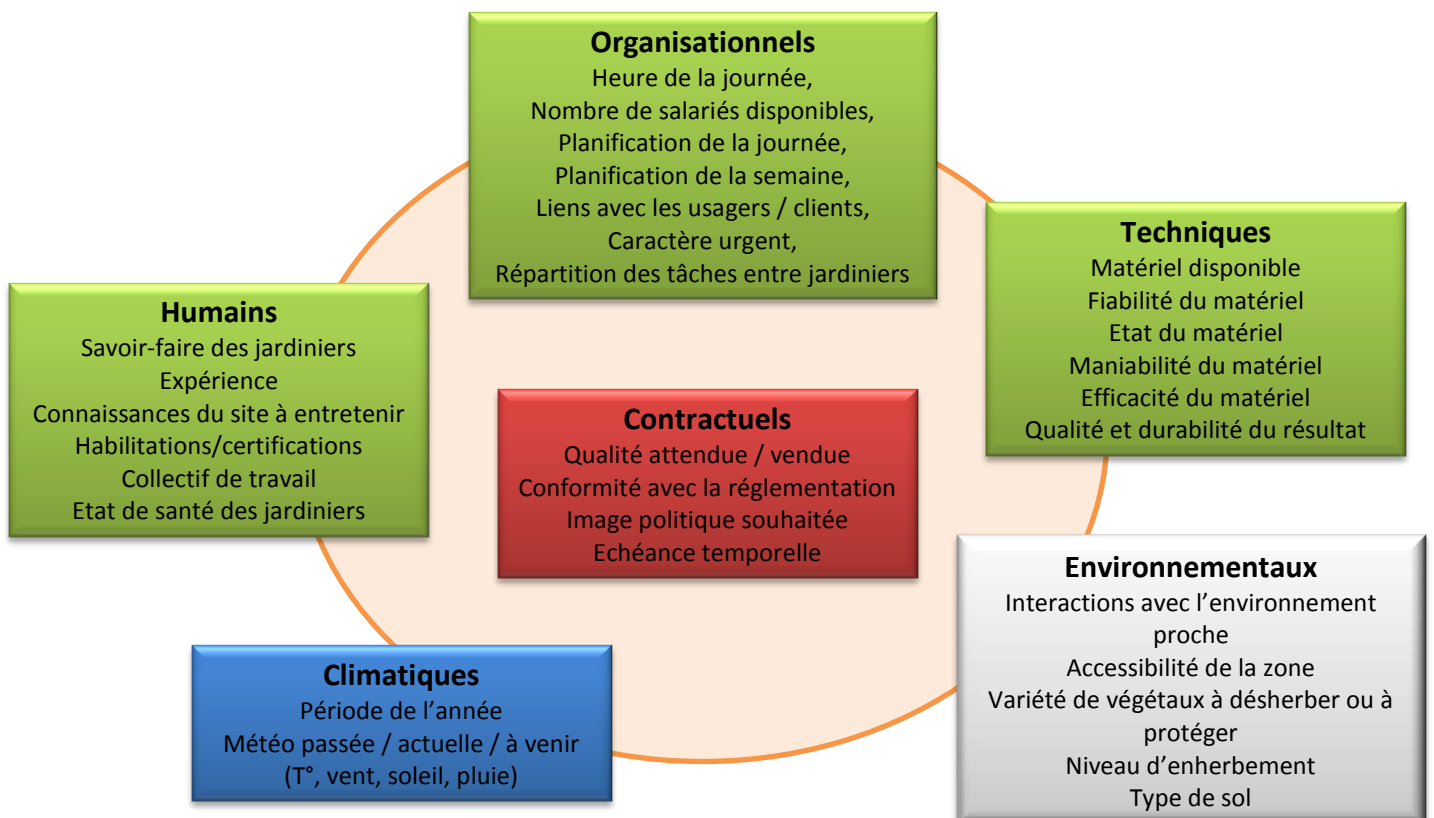 Organisationnels
Heure de la journée,
Nombre de salariés disponibles,
Planification de la journée,
Planification de la semaine,
Liens avec les usagers / clients,
Caractère urgent,
Répartition des tâches entre jardiniers
Techniques
Matériel disponible
Fiabilité du matériel
Etat du matériel
Maniabilité du matériel
Efficacité du matériel
Qualité et durabilité du résultat
Humains
Savoir-faire des jardiniers
Expérience
Connaissances du site à entretenir
Habilitations/certifications
Collectif de travail
Etat de santé des jardiniers
Contractuels
Qualité attendue / vendue
Conformité avec la réglementation
Image politique souhaitée
Echéance temporelle
Environnementaux
Interactions avec l’environnement
proche
Accessibilité de la zone
Variété de végétaux à désherber ou à
protéger
Niveau d’enherbement
Type de sol
Climatiques
Période de l’année
Météo passée / actuelle / à venir
(T°, vent, soleil, pluie)